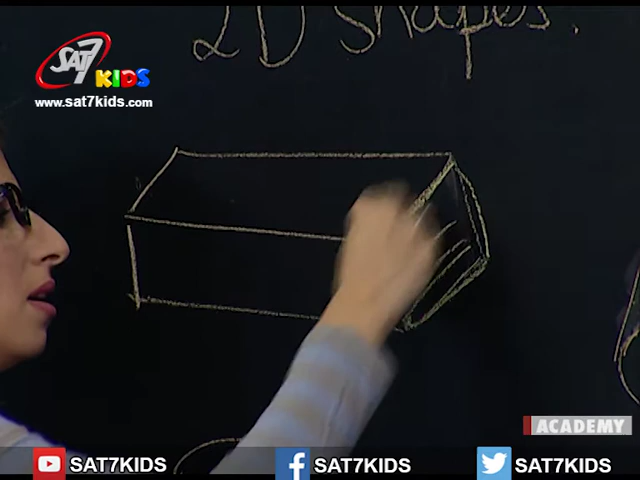 2D shapes.
SAT7
KIDS
www.sat7kids.com
ACADEMY
SAT7KIDS
SAT7KIDS
SAT7KIDS